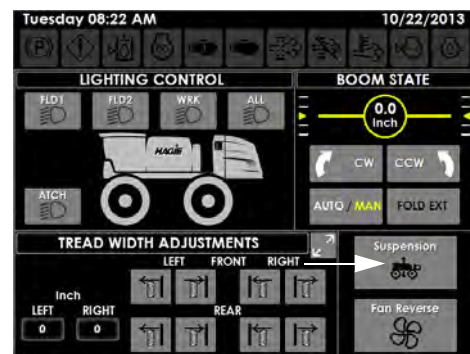 Tuesday 08:22 AM 10/22/2013
LIGHTING CONTROL
FLD1 FLD2 WRK ALL
HAGIE
ATCH
BOOM STATE
0.0
Inch
CW CCW
AUTO / MAN FOLD EXT
TREAD WIDTH ADJUSTMENTS
LEFT FRONT RIGHT
Inch
LEFT RIGHT
0 0
REAR
Suspension
Fan Reverse